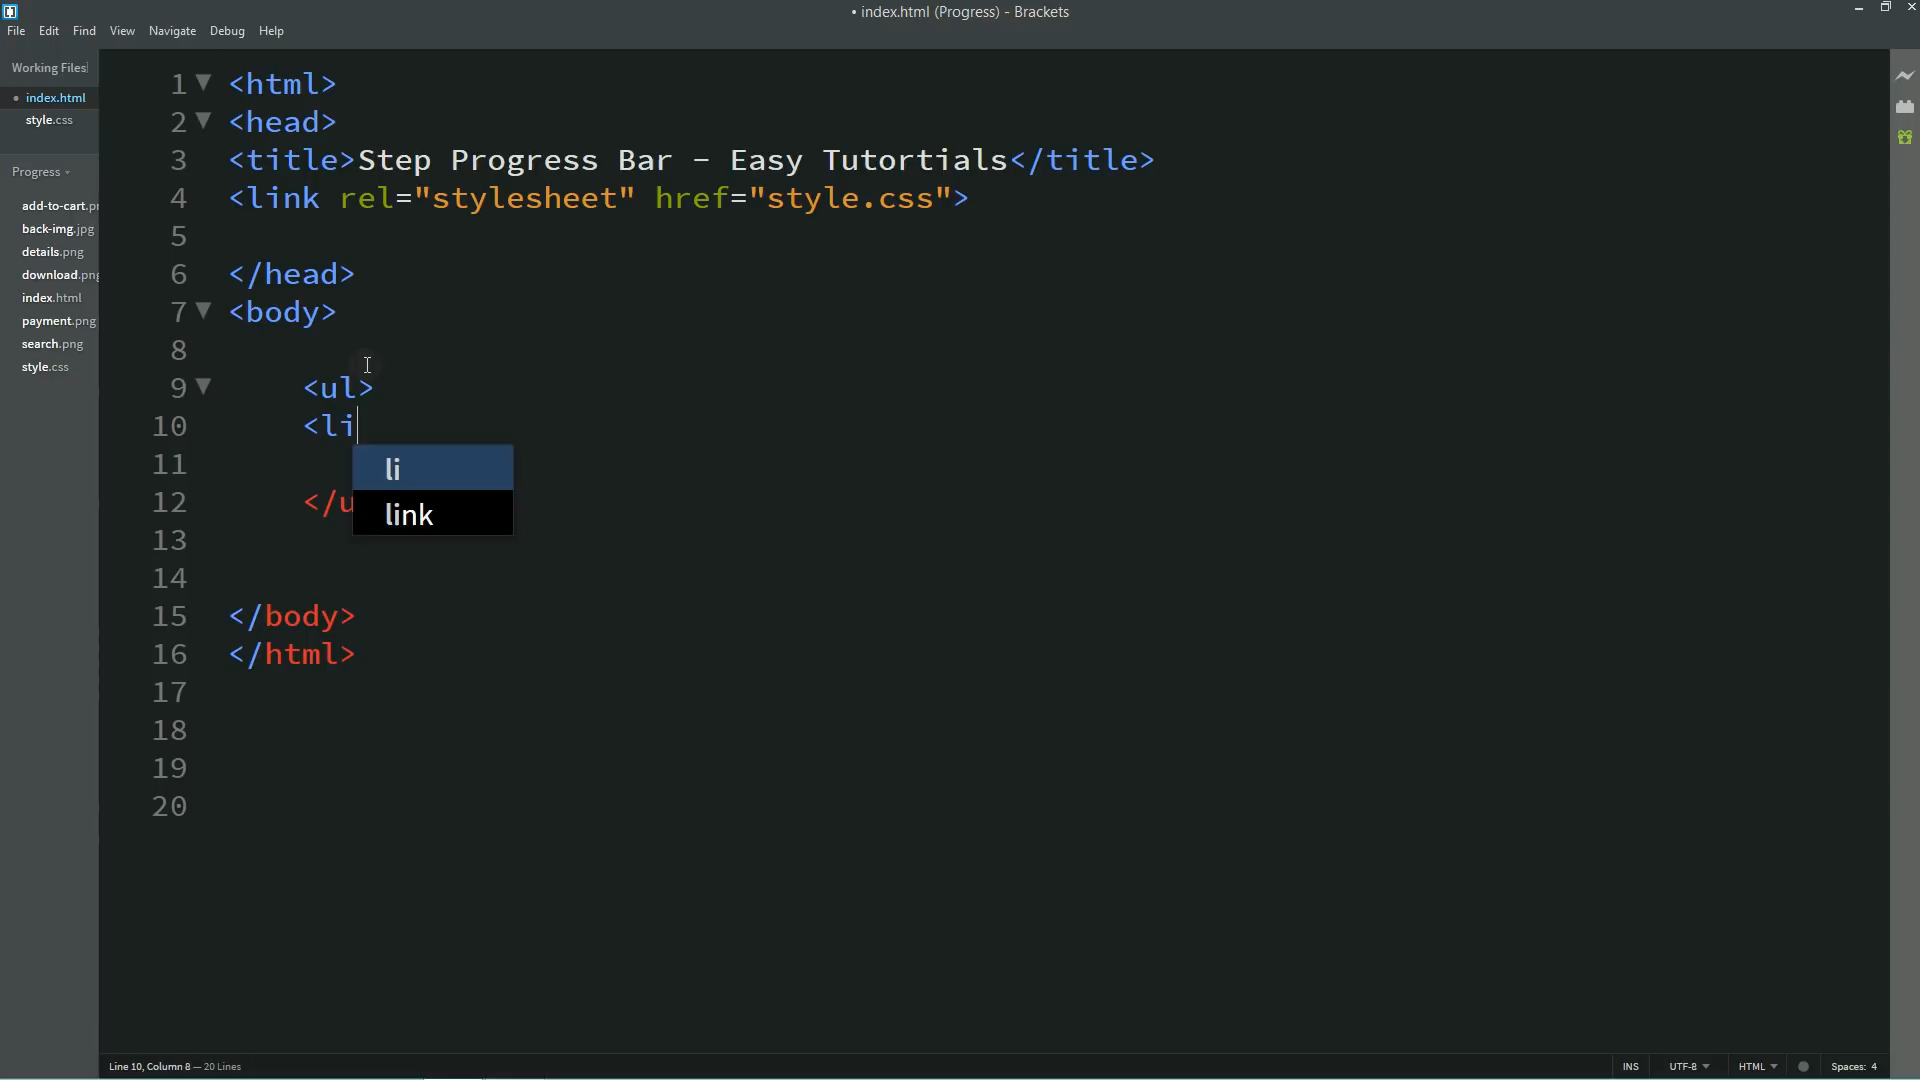 • index.html (Progress) - Brackets
File Edit Find View Navigate Debug Help
Working Files
• index.html
style.css
Progress
add-to-cart.pr
back-img.jpg
details.png
download.png
index.html
payment.png
search.png
style.css
1 <html>
2 <head>
3 <title>Step Progress Bar - Easy Tutortials</title>
4 <link rel="stylesheet" href="style.css">
5
6 </head>
7 <body>
8
9 <ul>
10 <li
11
12 </u
li
link
13
14
15 </body>
16 </html>
17
18
19
20
Line 10, Column 8 — 20 Lines
INS UTF-8 HTML Spaces: 4